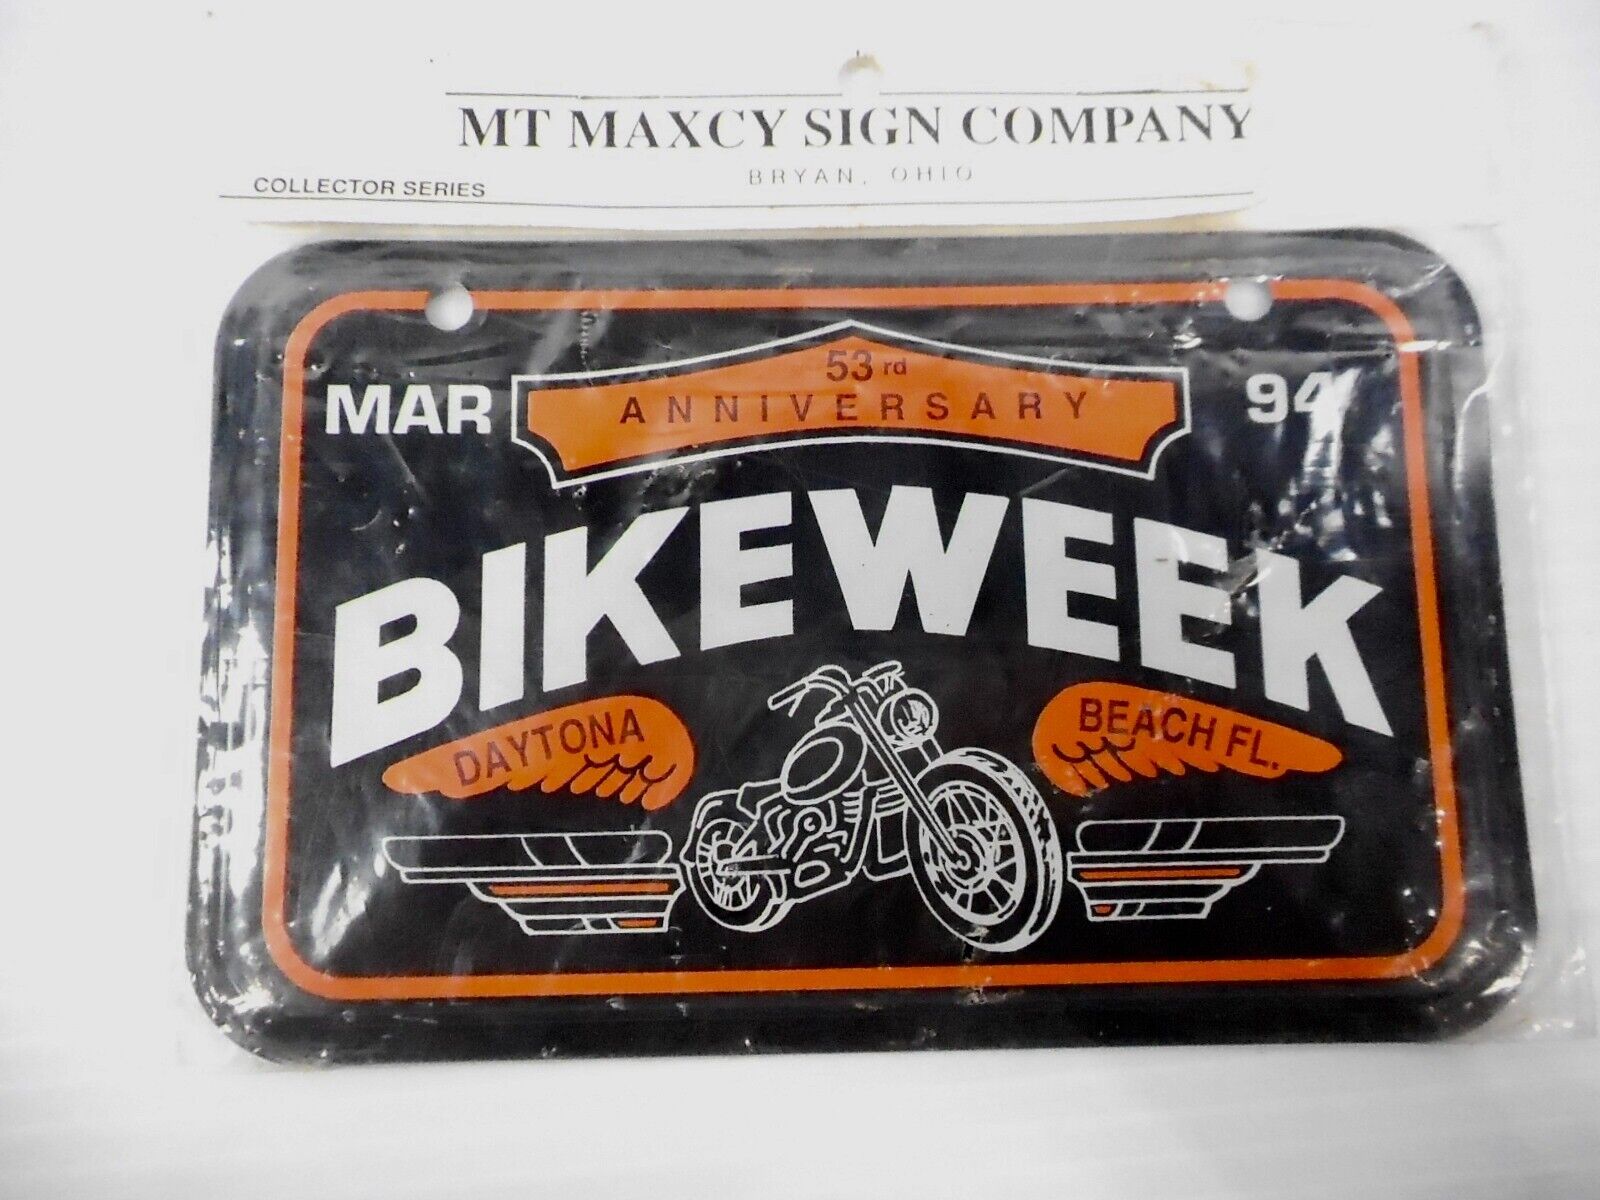 MT MAXCY SIGN COMPANY
BRYAN, OHIO
COLLECTOR SERIES
53rd
ANNIVERSARY
MAR 94
BIKEWEEK
DAYTONA BEACH FL.